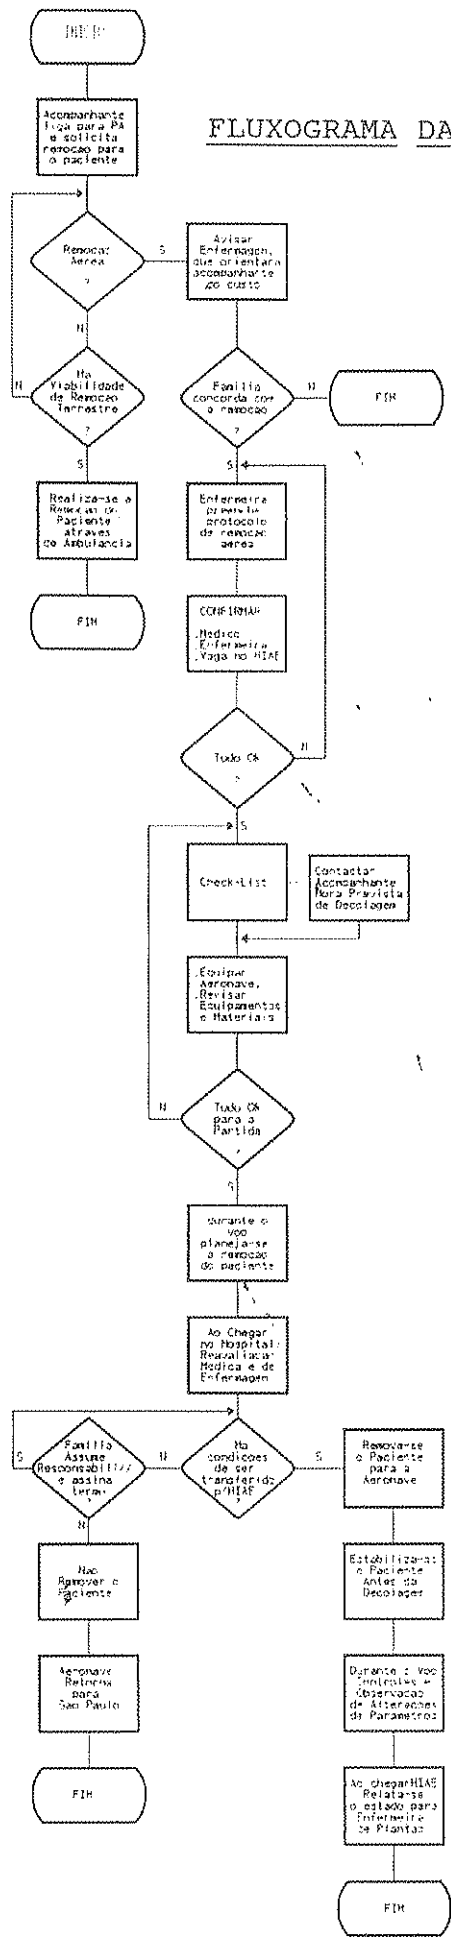 FLUXOGRAMA DA
Acompanhante
liga para PA
e solicita
remocao para
o paciente
Remocao
Aerea
?
S
N
Avisar
Enfermagem,
que orientara
acompanhante
do custo
Ha
Viabilidade
de Remocao
Terrestre
?
N
S
Familia
concorda com
a remocao
?
N
S
FIM
Realiza-se a
Remocao do
Paciente
atraves
de Ambulancia
FIM
Enfermeira
preenche
protocolo
de remocao
aerea
CONFIRMAR
.Medico
.Enfermeira
.Vaga no HIAE
Tudo OK
?
N
S
Check-List
Contactar
Acompanhante
Hora Prevista
de Decolagem
.Equipar
Aeronave,
.Revisar
Equipamentos
e Materiais
Tudo OK
para a
Partida
?
N
S
durante o
voo
planeja-se
a remocao
do paciente
Ao Chegar
no Hospital:
Reavaliacao
Medica e de
Enfermagem
Familia
Assume
e assina
termo
?
S
N
N
Ha
condicoes
de ser
transferido
p/HIAE
?
S
Remove-se
o Paciente
para a
Aeronave
Nao
Remover o
Paciente
Estabiliza-se
o Paciente
Antes da
Decolagem
Aeronave
Retorna
para
Sao Paulo
Durante o Voo
Controles e
Observacao
de Alteracoes
de Parametros
FIM
Ao chegar HIAE
Relata-se
o estado para
Enfermeira
de Plantao
FIM